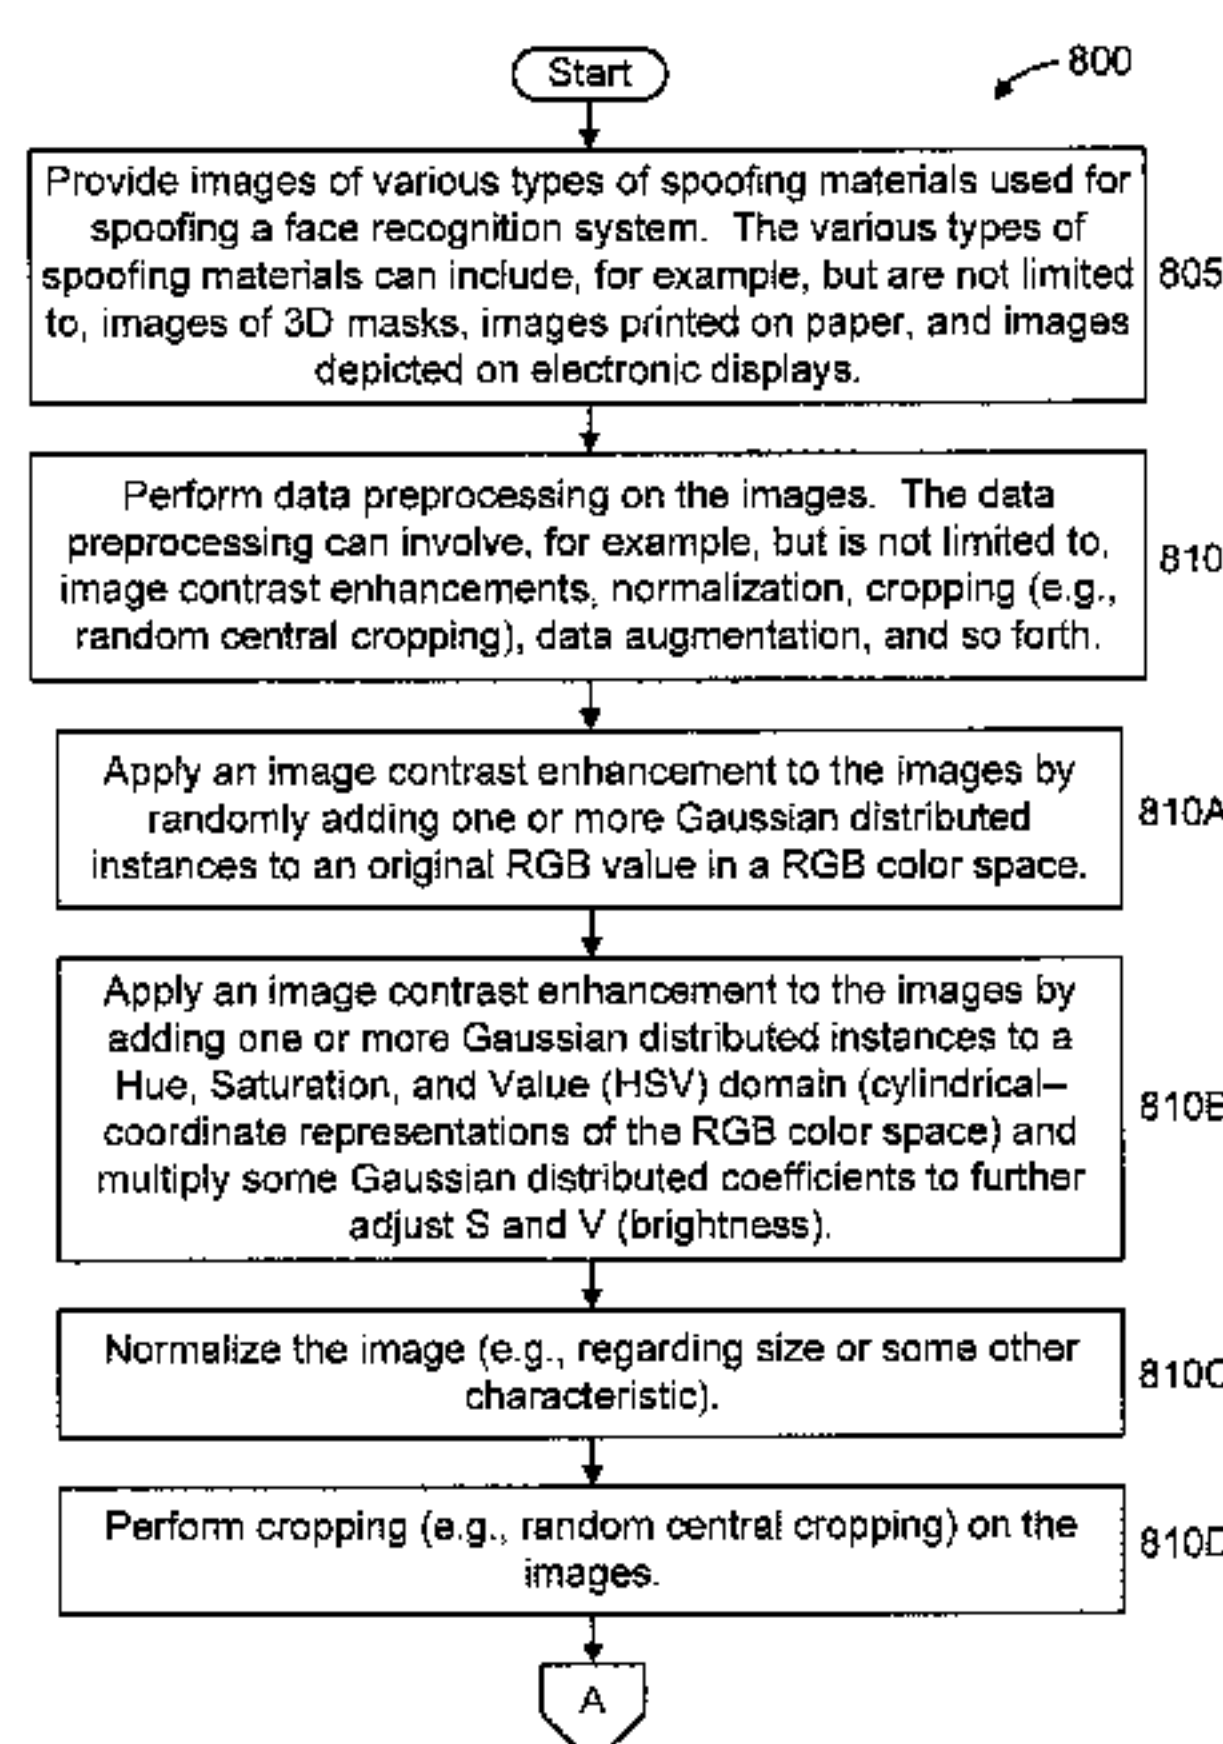 Start
800
Provide images of various types of spoofing materials used for
spoofing a face recognition system. The various types of
spoofing materials can include, for example, but are not limited
to, images of 3D masks, images printed on paper, and images
depicted on electronic displays.
805
Perform data preprocessing on the images. The data
preprocessing can involve, for example, but is not limited to,
image contrast enhancements, normalization, cropping (e.g.,
random central cropping), data augmentation, and so forth.
810
Apply an image contrast enhancement to the images by
randomly adding one or more Gaussian distributed
instances to an original RGB value in a RGB color space.
810A
Apply an image contrast enhancement to the images by
adding one or more Gaussian distributed instances to a
Hue, Saturation, and Value (HSV) domain (cylindrical–
coordinate representations of the RGB color space) and
multiply some Gaussian distributed coefficients to further
adjust S and V (brightness).
810B
Normalize the image (e.g., regarding size or some other
characteristic).
810C
Perform cropping (e.g., random central cropping) on the
images.
810D
A